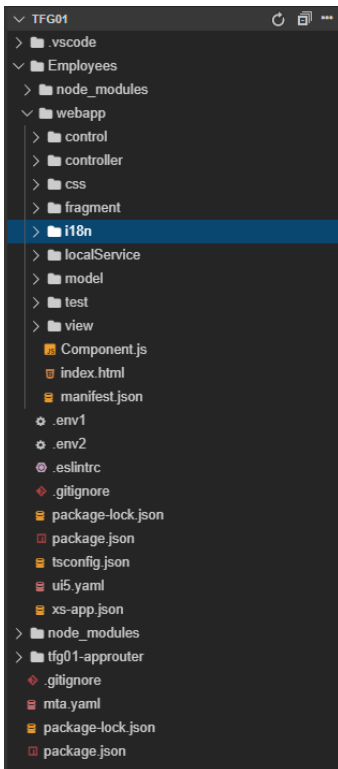 TFG01
.vscode
Employees
node_modules
webapp
control
controller
css
fragment
i18n
localService
model
test
view
Component.js
index.html
manifest.json
.env1
.env2
.eslintrc
.gitignore
package-lock.json
package.json
tsconfig.json
ui5.yaml
xs-app.json
node_modules
tfg01-approuter
.gitignore
mta.yaml
package-lock.json
package.json